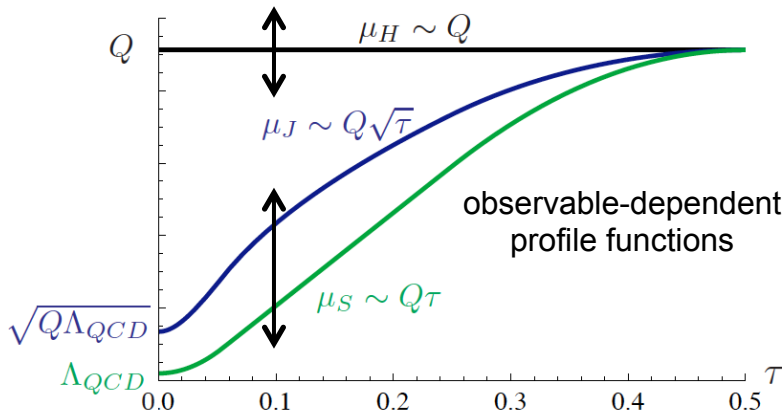 Q
μ_H ∼ Q
μ_J ∼ Q√τ
observable-dependent
profile functions
√QΛ_QCD
μ_S ∼ Qτ
Λ_QCD
τ
0.0 0.1 0.2 0.3 0.4 0.5